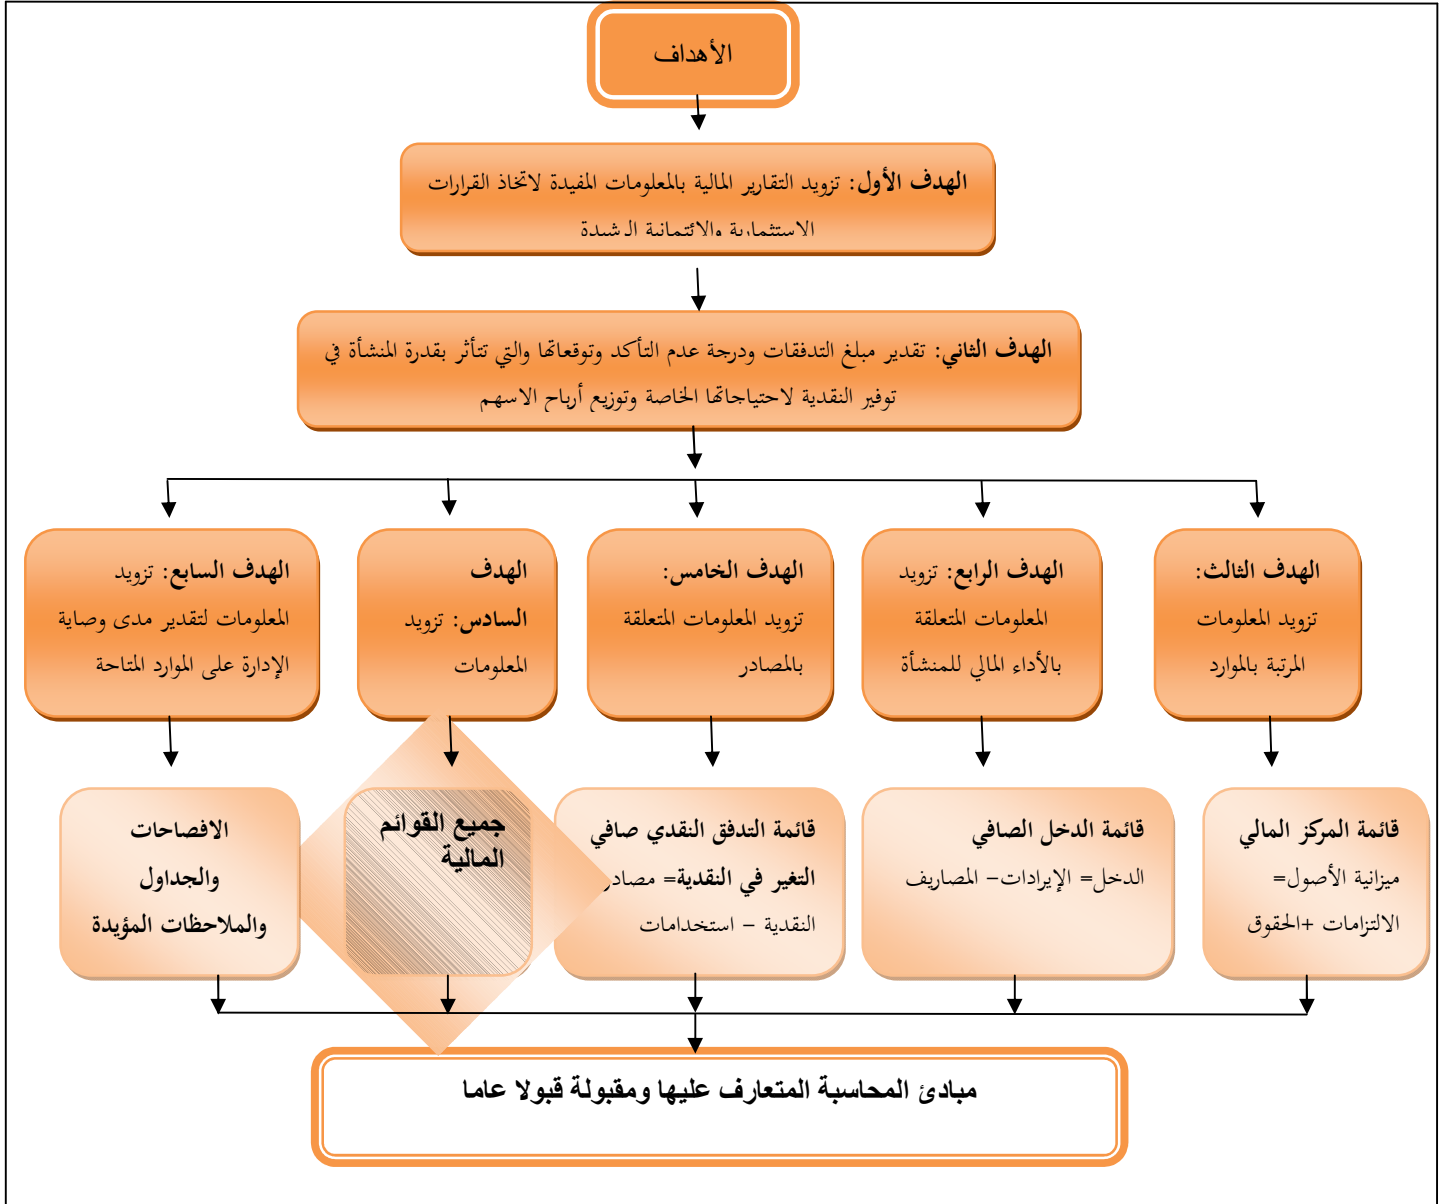 الأهداف
الهدف الأول: تزويد التقارير المالية بالمعلومات المفيدة لاتخاذ القرارات
الاستثمارية والائتمانية الرشيدة
الهدف الثاني: تقدير مبلغ التدفقات ودرجة عدم التأكد وتوقعاتها والتي تتأثر بقدرة المنشأة في
توفير النقدية لاحتياجاتها الخاصة وتوزيع أرباح الاسهم
الهدف الثالث:
تزويد المعلومات
المرتبة بالموارد
الهدف الرابع: تزويد
المعلومات المتعلقة
بالأداء المالي للمنشأة
الهدف الخامس:
تزويد المعلومات المتعلقة
بالمصادر
الهدف
السادس: تزويد
المعلومات
الهدف السابع: تزويد
المعلومات لتقدير مدى وصاية
الإدارة على الموارد المتاحة
قائمة المركز المالي
ميزانية الأصول=
الالتزامات +الحقوق
قائمة الدخل الصافي
الدخل= الإيرادات– المصاريف
قائمة التدفق النقدي صافي
التغير في النقدية= مصادر
النقدية – استخدامات
جميع القوائم
المالية
الافصاحات
والجداول
والملاحظات المؤيدة
مبادئ المحاسبة المتعارف عليها ومقبولة قبولا عاما